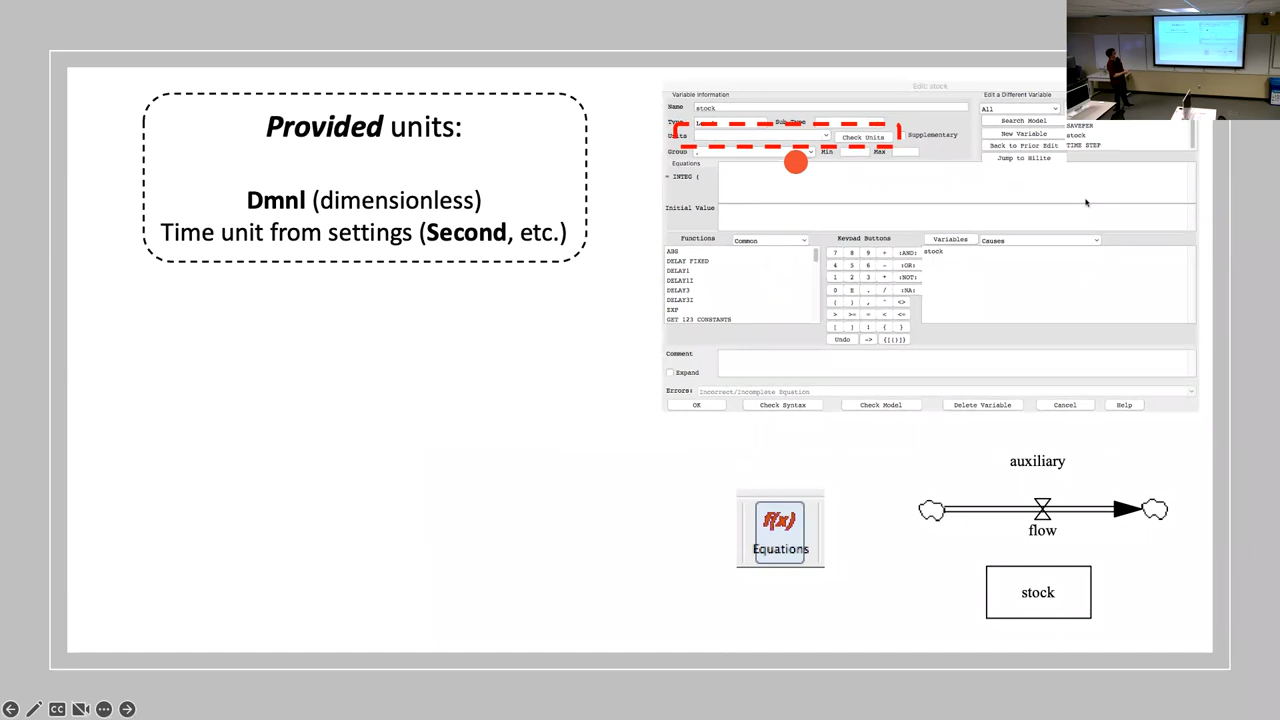 Provided units:
Dmnl (dimensionless)
Time unit from settings (Second, etc.)
Edit: stock
Variable Information
Edit a Different Variable
Name
stock
All
Type
Sub-Type
Search Model
SAVEPER
Units
Check Units
Supplementary
New Variable
stock
Group
.
Min
Max
Back to Prior Edit
TIME STEP
Jump to Hilite
Equations
= INTEG (
Initial Value
Functions
Common
Keypad Buttons
Variables
Causes
ABS
DELAY FIXED
DELAY1
DELAY1I
DELAY3
DELAY3I
EXP
GET 123 CONSTANTS
7 8 9 + :AND:
4 5 6 - :OR:
1 2 3 * :NOT:
0 E . / :NA:
( ) , ^ <>
> >= = < <=
[ ] ! { }
Undo -> {[()]}
stock
Comment
Expand
Errors:
Incorrect/Incomplete Equation
OK
Check Syntax
Check Model
Delete Variable
Cancel
Help
auxiliary
flow
stock
f(x)
Equations
CC